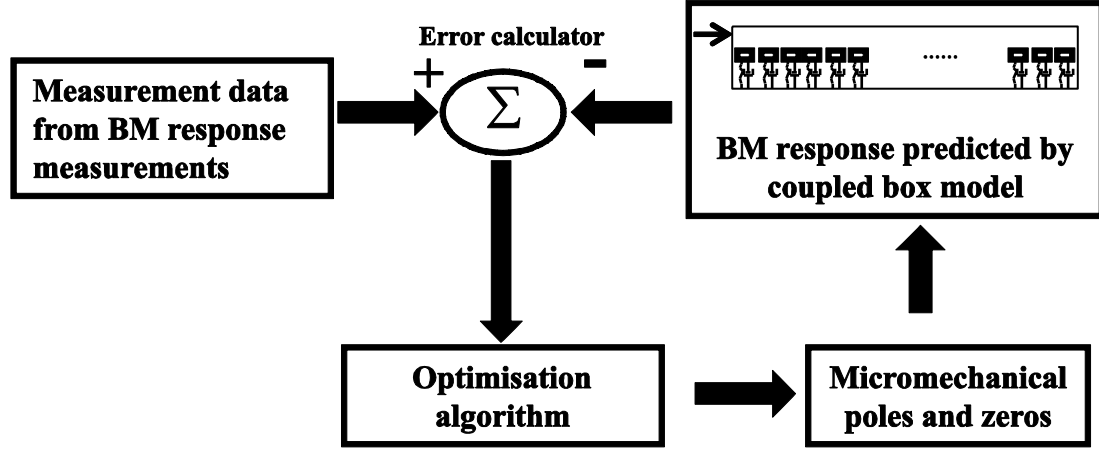 Error calculator
+
-
Measurement data
from BM response
measurements
Σ
......
BM response predicted by
coupled box model
Optimisation
algorithm
Micromechanical
poles and zeros